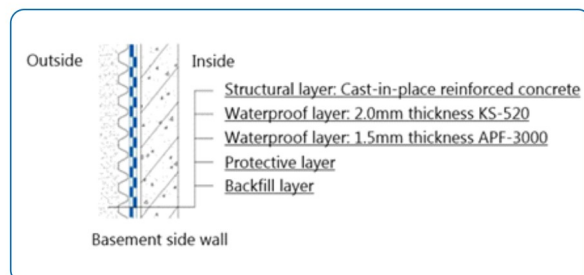 Outside
Inside
Structural layer: Cast-in-place reinforced concrete
Waterproof layer: 2.0mm thickness KS-520
Waterproof layer: 1.5mm thickness APF-3000
Protective layer
Backfill layer
Basement side wall